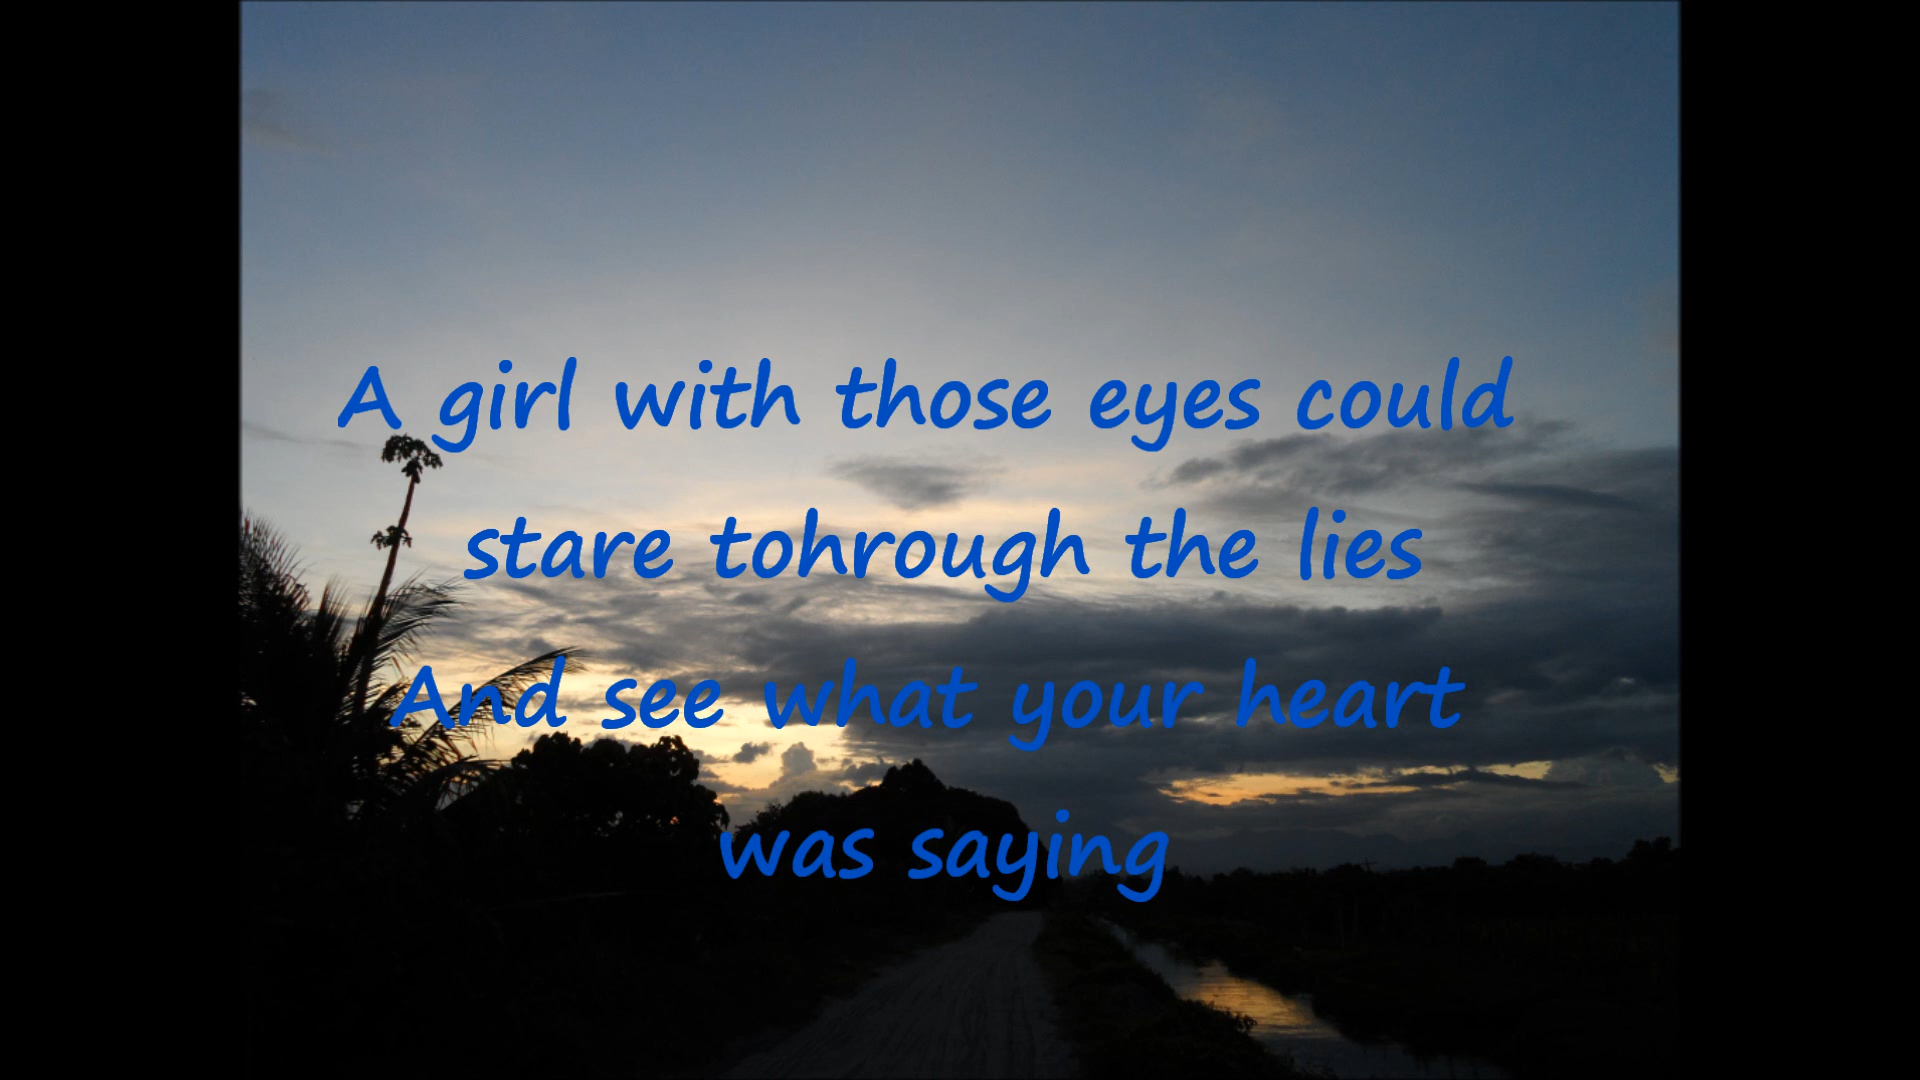 A girl with those eyes could
stare tohrough the lies
And see what your heart
was saying